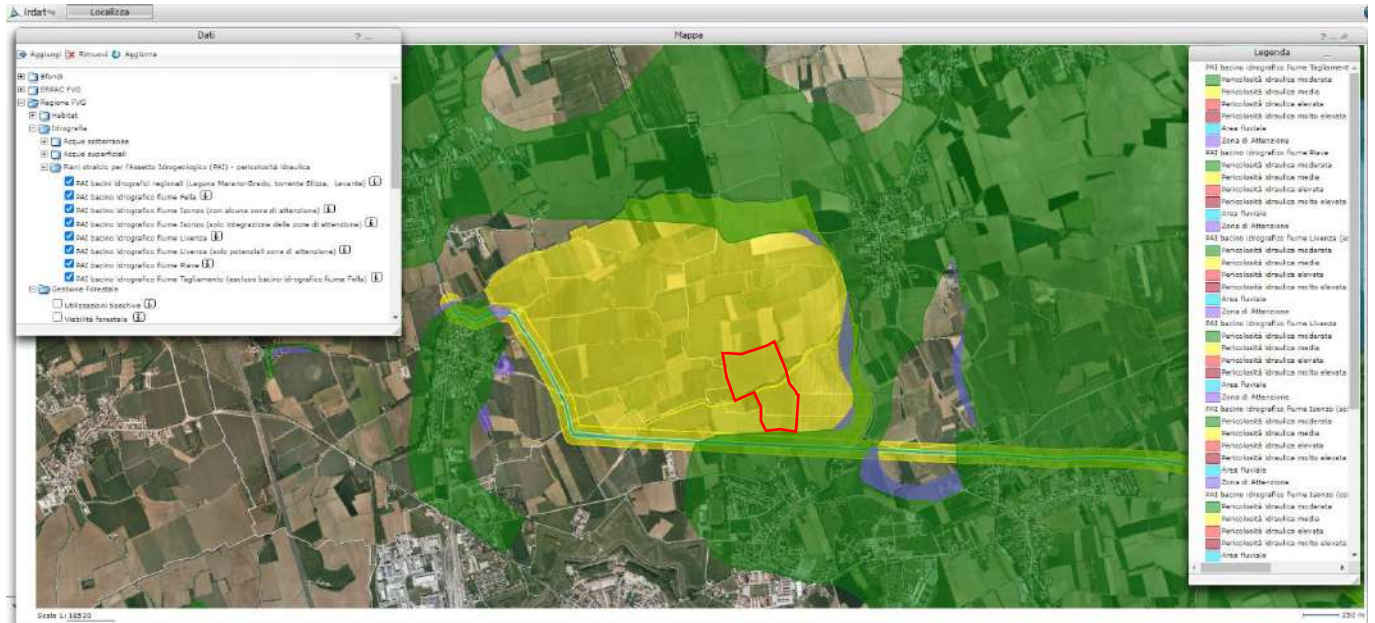 irdat
Localizza
Dati
? _
Mappa
Aggiungi Rimuovi Aggiorna
Sfondi
ERPAC FVG
Regione FVG
Habitat
Idrografia
Acque sotterranee
Acque superficiali
Piani stralcio per l'Assetto Idrogeologico (PAI) - pericolosità idraulica
PAI bacini idrografici regionali (Laguna Marano-Grado, torrente Slizza, Levante)
PAI bacino idrografico fiume Fella
PAI bacino idrografico fiume Isonzo (con alcune zone di attenzione)
PAI bacino idrografico fiume Isonzo (solo integrazione delle zone di attenzione)
PAI bacino idrografico fiume Livenza
PAI bacino idrografico fiume Livenza (solo potenziali zone di attenzione)
PAI bacino idrografico fiume Piave
PAI bacino idrografico fiume Tagliamento (escluso bacino idrografico fiume Fella)
Gestione Forestale
Utilizzazioni boschive
Viabilità forestale
Legenda
PAI bacino idrografico fiume Tagliament
Pericolosità idraulica moderata
Pericolosità idraulica media
Pericolosità idraulica elevata
Pericolosità idraulica molto elevata
Area fluviale
Zona di Attenzione
PAI bacino idrografico fiume Piave
Pericolosità idraulica moderata
Pericolosità idraulica media
Pericolosità idraulica elevata
Pericolosità idraulica molto elevata
Area fluviale
Zona di Attenzione
PAI bacino idrografico fiume Livenza (so
Pericolosità idraulica moderata
Pericolosità idraulica media
Pericolosità idraulica elevata
Pericolosità idraulica molto elevata
Area fluviale
Zona di Attenzione
PAI bacino idrografico fiume Livenza
Pericolosità idraulica moderata
Pericolosità idraulica media
Pericolosità idraulica elevata
Pericolosità idraulica molto elevata
Area fluviale
Zona di Attenzione
PAI bacino idrografico fiume Isonzo (so
Pericolosità idraulica moderata
Pericolosità idraulica media
Pericolosità idraulica elevata
Pericolosità idraulica molto elevata
Area fluviale
Zona di Attenzione
PAI bacino idrografico fiume Isonzo (co
Pericolosità idraulica moderata
Pericolosità idraulica media
Pericolosità idraulica elevata
Pericolosità idraulica molto elevata
Area fluviale
Scala 1: 18520
250 m